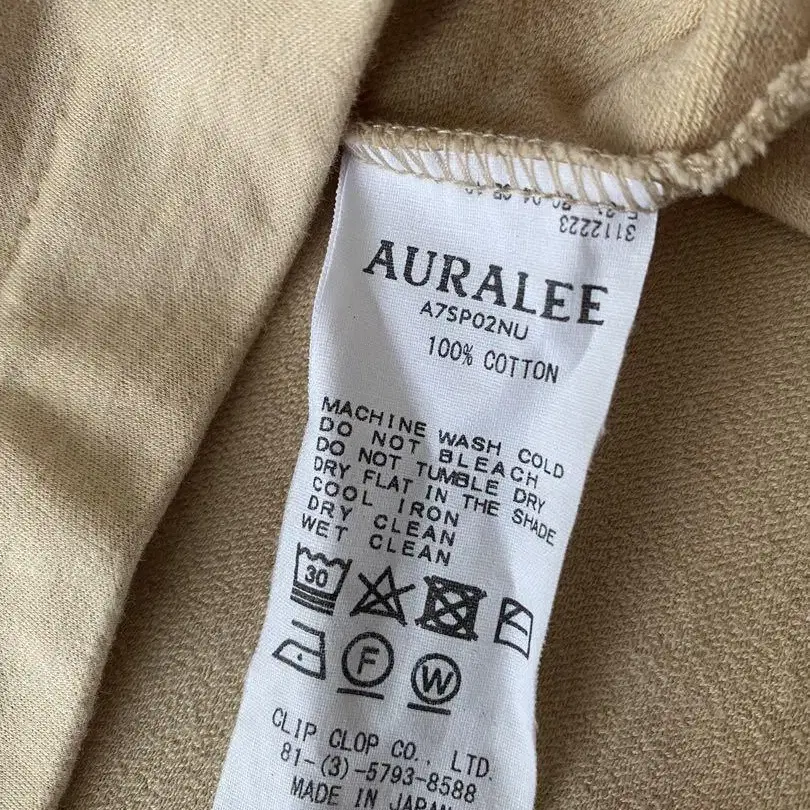 3112223
AURALEE
A7SP02NU
100% COTTON
MACHINE WASH COLD
DO NOT BLEACH
DO NOT TUMBLE DRY
DRY FLAT IN THE SHADE
COOL IRON
DRY CLEAN
WET CLEAN
30
F
W
CLIP CLOP CO., LTD.
81-(3)-5793-8588
MADE IN JAPAN